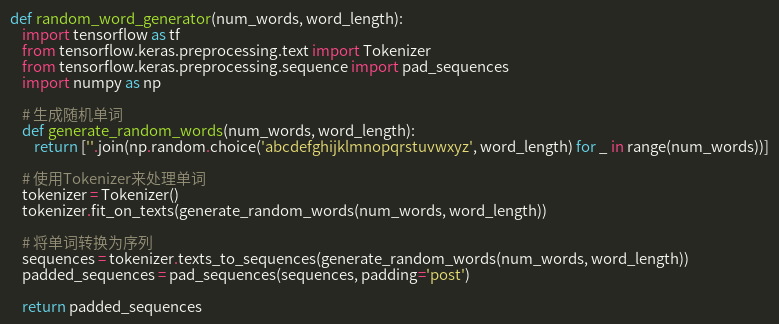 def random_word_generator(num_words, word_length):
    import tensorflow as tf
    from tensorflow.keras.preprocessing.text import Tokenizer
    from tensorflow.keras.preprocessing.sequence import pad_sequences
    import numpy as np

    # 生成随机单词
    def generate_random_words(num_words, word_length):
        return [''.join(np.random.choice('abcdefghijklmnopqrstuvwxyz', word_length) for _ in range(num_words))]

    # 使用Tokenizer来处理单词
    tokenizer = Tokenizer()
    tokenizer.fit_on_texts(generate_random_words(num_words, word_length))

    # 将单词转换为序列
    sequences = tokenizer.texts_to_sequences(generate_random_words(num_words, word_length))
    padded_sequences = pad_sequences(sequences, padding='post')

    return padded_sequences